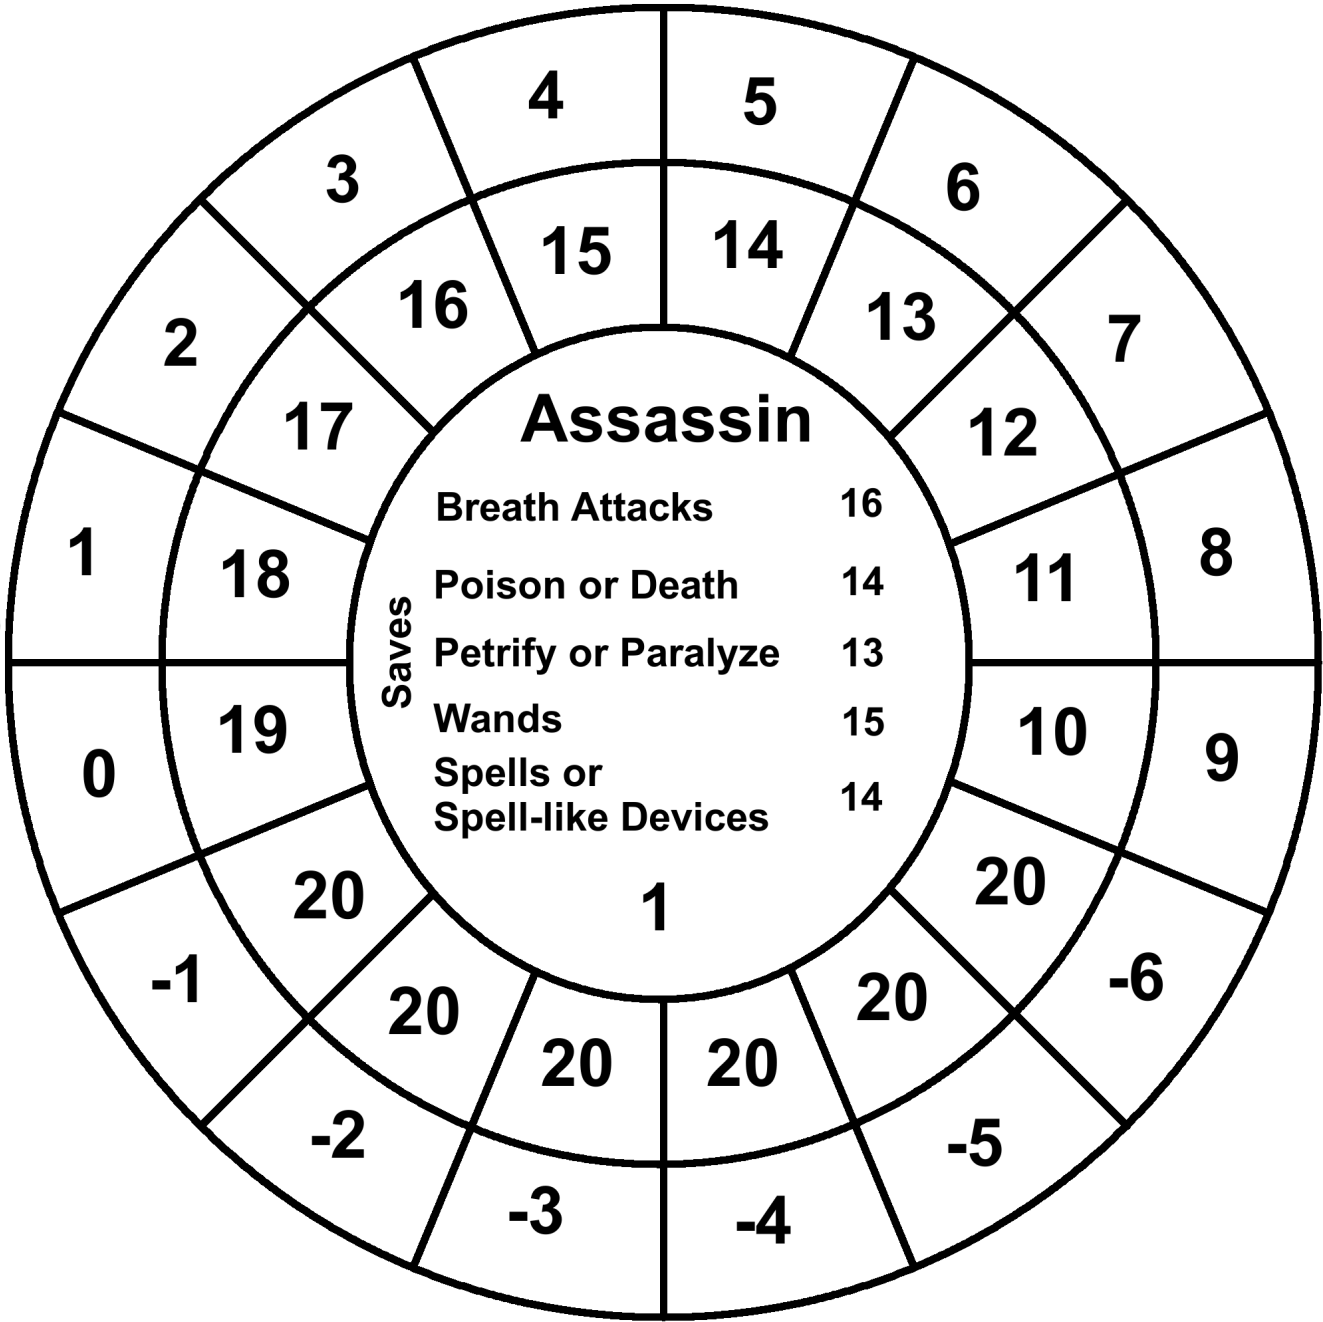 4 5
3 6
15 14
16 13
2 7
17 12
Assassin
Breath Attacks 16
1 8
18 11
Poison or Death 14
Saves
Petrify or Paralyze 13
Wands 15
19 10
0 9
Spells or
Spell-like Devices 14
20 20
1
-1 -6
20 20
20 20
-2 -5
-3 -4